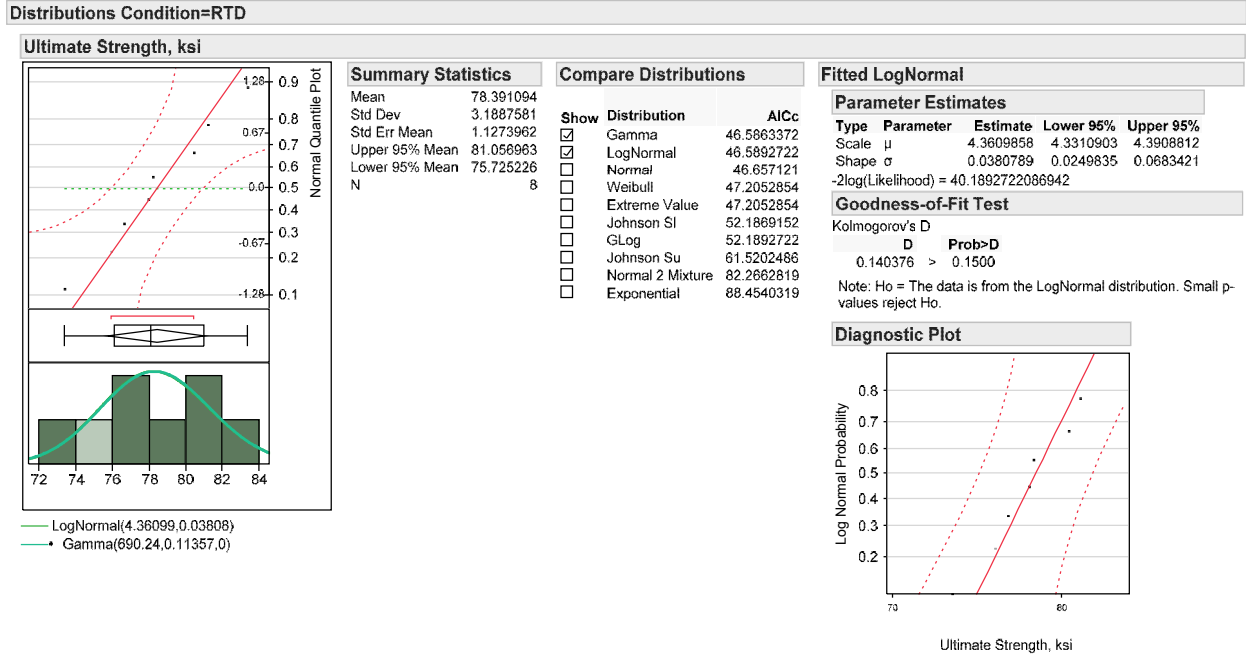 Distributions Condition=RTD
Ultimate Strength, ksi
1.28
0.67
0.0
-0.67
-1.28
0.9
0.8
0.7
0.6
0.5
0.4
0.3
0.2
0.1
Normal Quantile Plot
72 74 76 78 80 82 84
LogNormal(4.36099,0.03808)
Gamma(690.24,0.11357,0)
Summary Statistics
Mean 78.391094
Std Dev 3.1887581
Std Err Mean 1.1273962
Upper 95% Mean 81.056963
Lower 95% Mean 75.725226
N 8
Compare Distributions
Show Distribution AICc
Gamma 46.5863372
LogNormal 46.5892722
Normal 46.657121
Weibull 47.2052854
Extreme Value 47.2052854
Johnson Sl 52.1869152
GLog 52.1892722
Johnson Su 61.5202486
Normal 2 Mixture 82.2662819
Exponential 88.4540319
Fitted LogNormal
Parameter Estimates
Type Parameter Estimate Lower 95% Upper 95%
Scale μ 4.3609858 4.3310903 4.3908812
Shape σ 0.0380789 0.0249835 0.0683421
-2log(Likelihood) = 40.1892722086942
Goodness-of-Fit Test
Kolmogorov's D
D Prob>D
0.140376 > 0.1500
Note: Ho = The data is from the LogNormal distribution. Small p-
values reject Ho.
Diagnostic Plot
Log Normal Probability
0.8
0.7
0.6
0.5
0.4
0.3
0.2
70 80
Ultimate Strength, ksi